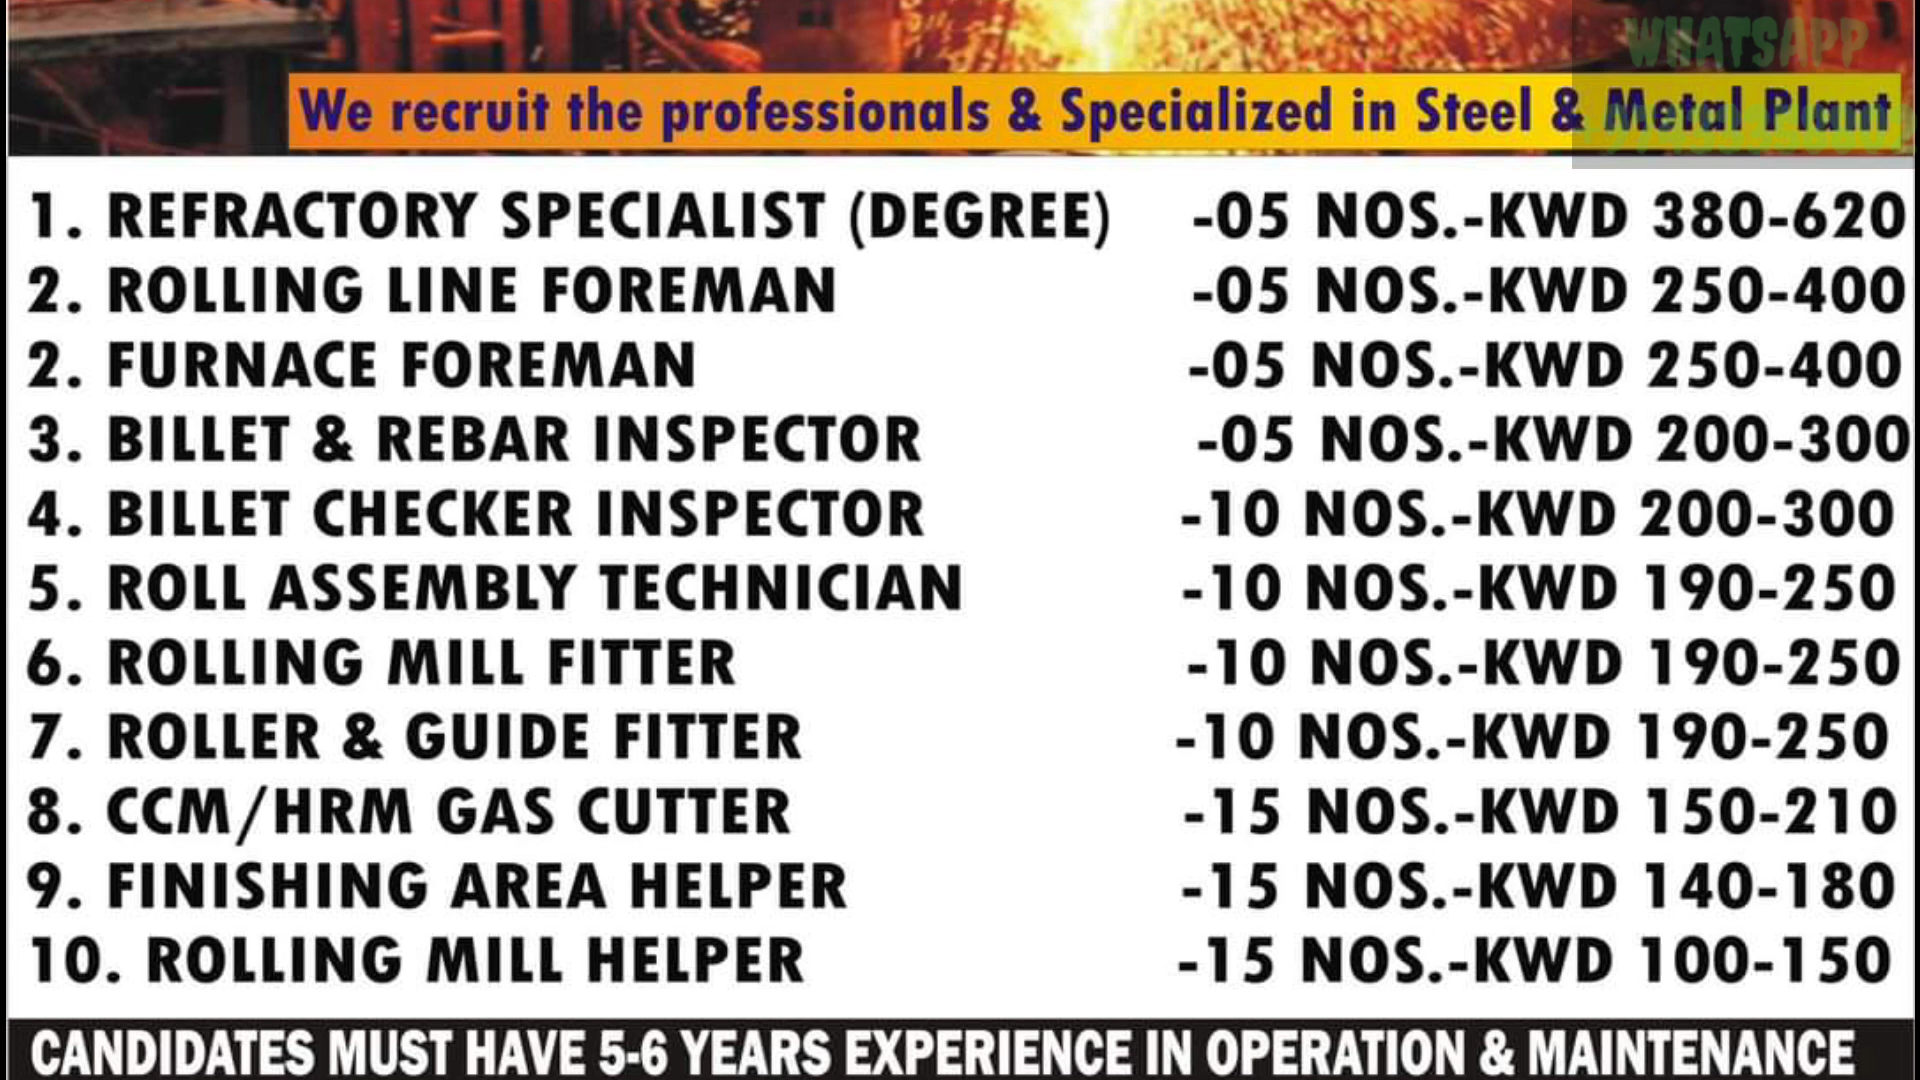 WHATSAPP
We recruit the professionals & Specialized in Steel & Metal Plant
1. REFRACTORY SPECIALIST (DEGREE) -05 NOS.-KWD 380-620
2. ROLLING LINE FOREMAN -05 NOS.-KWD 250-400
2. FURNACE FOREMAN -05 NOS.-KWD 250-400
3. BILLET & REBAR INSPECTOR -05 NOS.-KWD 200-300
4. BILLET CHECKER INSPECTOR -10 NOS.-KWD 200-300
5. ROLL ASSEMBLY TECHNICIAN -10 NOS.-KWD 190-250
6. ROLLING MILL FITTER -10 NOS.-KWD 190-250
7. ROLLER & GUIDE FITTER -10 NOS.-KWD 190-250
8. CCM/HRM GAS CUTTER -15 NOS.-KWD 150-210
9. FINISHING AREA HELPER -15 NOS.-KWD 140-180
10. ROLLING MILL HELPER -15 NOS.-KWD 100-150
CANDIDATES MUST HAVE 5-6 YEARS EXPERIENCE IN OPERATION & MAINTENANCE